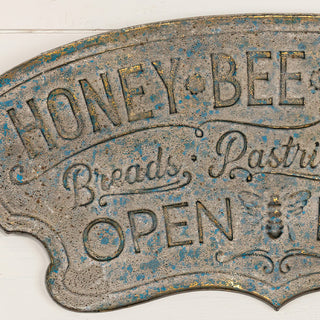 HONEY • BEE •
Breads • Pastri
OPEN